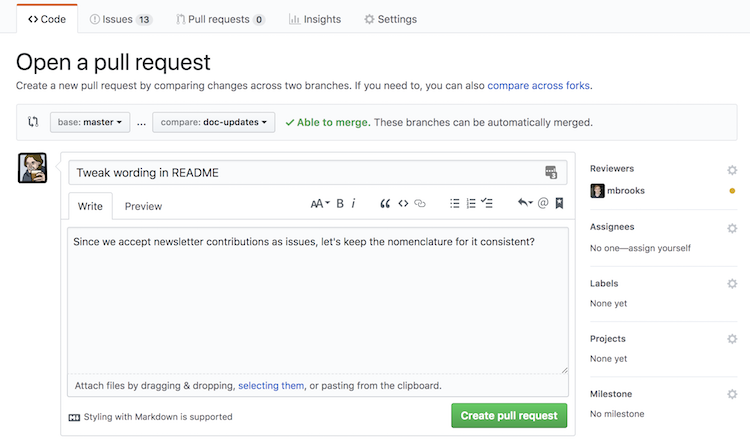 Code Issues 13 Pull requests 0 Insights Settings
Open a pull request
Create a new pull request by comparing changes across two branches. If you need to, you can also compare across forks.
base: master ... compare: doc-updates Able to merge. These branches can be automatically merged.
Tweak wording in README
Write Preview AA B i
Since we accept newsletter contributions as issues, let's keep the nomenclature for it consistent?
Attach files by dragging & dropping, selecting them, or pasting from the clipboard.
Styling with Markdown is supported
Create pull request
Reviewers
mbrooks
Assignees
No one—assign yourself
Labels
None yet
Projects
None yet
Milestone
No milestone